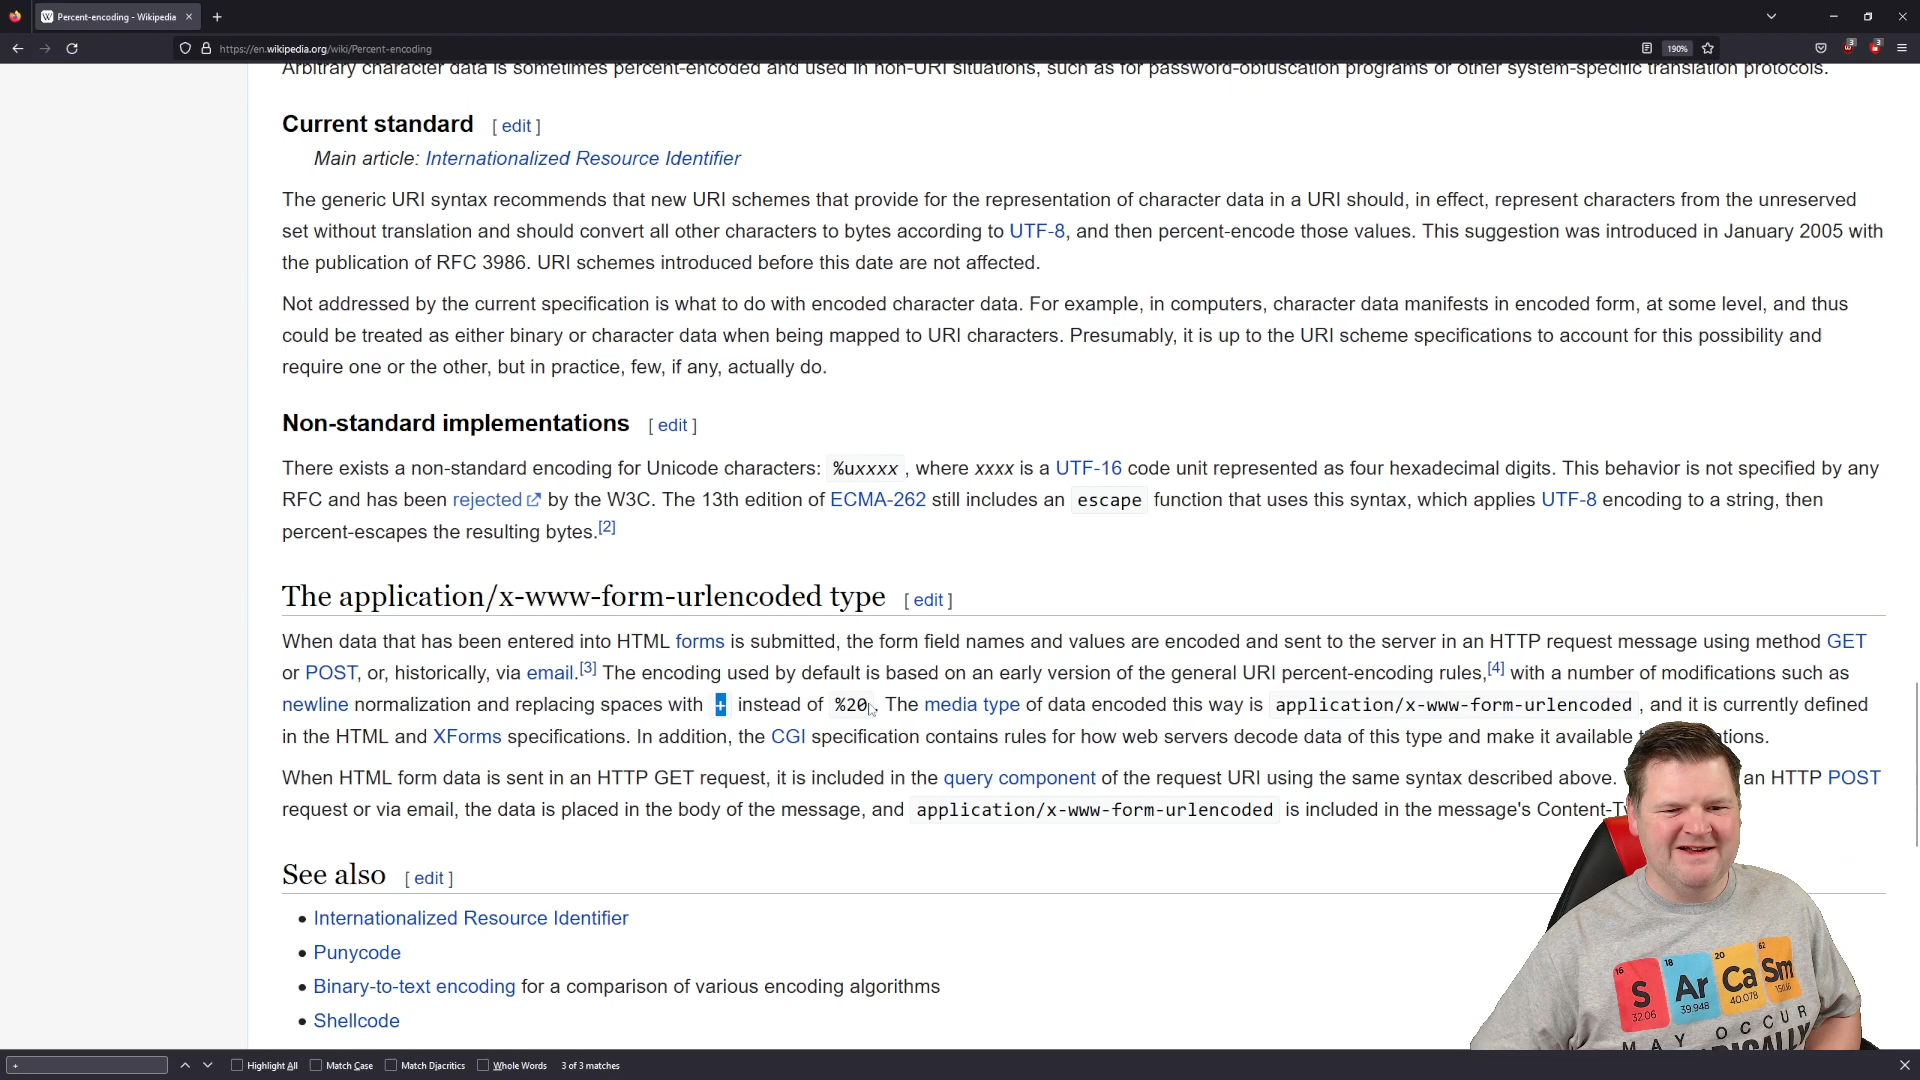 Percent-encoding - Wikipedia
https://en.wikipedia.org/wiki/Percent-encoding
190%
3
3
Arbitrary character data is sometimes percent-encoded and used in non-URI situations, such as for password-obfuscation programs or other system-specific translation protocols.
Current standard [ edit ]
Main article: Internationalized Resource Identifier
The generic URI syntax recommends that new URI schemes that provide for the representation of character data in a URI should, in effect, represent characters from the unreserved
set without translation and should convert all other characters to bytes according to UTF-8, and then percent-encode those values. This suggestion was introduced in January 2005 with
the publication of RFC 3986. URI schemes introduced before this date are not affected.
Not addressed by the current specification is what to do with encoded character data. For example, in computers, character data manifests in encoded form, at some level, and thus
could be treated as either binary or character data when being mapped to URI characters. Presumably, it is up to the URI scheme specifications to account for this possibility and
require one or the other, but in practice, few, if any, actually do.
Non-standard implementations [ edit ]
There exists a non-standard encoding for Unicode characters: %uxxxx, where xxxx is a UTF-16 code unit represented as four hexadecimal digits. This behavior is not specified by any
RFC and has been rejected by the W3C. The 13th edition of ECMA-262 still includes an escape function that uses this syntax, which applies UTF-8 encoding to a string, then
percent-escapes the resulting bytes.[2]
The application/x-www-form-urlencoded type [ edit ]
When data that has been entered into HTML forms is submitted, the form field names and values are encoded and sent to the server in an HTTP request message using method GET
or POST, or, historically, via email.[3] The encoding used by default is based on an early version of the general URI percent-encoding rules,[4] with a number of modifications such as
newline normalization and replacing spaces with + instead of %20. The media type of data encoded this way is application/x-www-form-urlencoded, and it is currently defined
in the HTML and XForms specifications. In addition, the CGI specification contains rules for how web servers decode data of this type and make it available
When HTML form data is sent in an HTTP GET request, it is included in the query component of the request URI using the same syntax described above. an HTTP POST
request or via email, the data is placed in the body of the message, and application/x-www-form-urlencoded is included in the message's
See also [ edit ]
Internationalized Resource Identifier
Punycode
Binary-to-text encoding for a comparison of various encoding algorithms
Shellcode
16 S 32.06
18 Ar 39.948
20 Ca 40.078
62 Sm
MAY OCCUR
+
Highlight All Match Case Match Diacritics Whole Words 3 of 3 matches